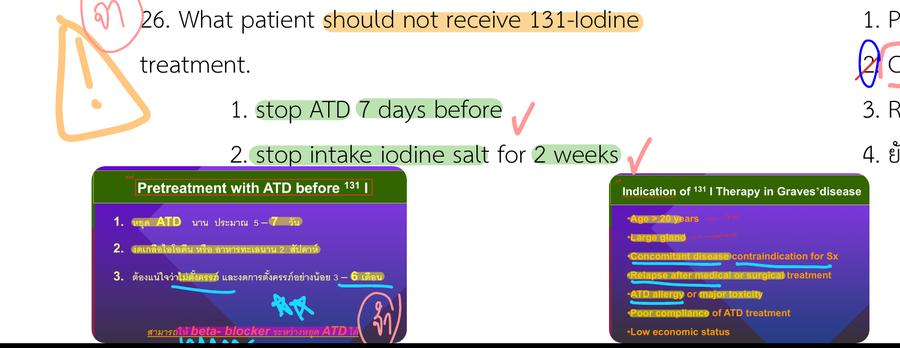 จำ
26. What patient should not receive 131-Iodine
treatment.
1. stop ATD 7 days before
2. stop intake iodine salt for 2 weeks
Pretreatment with ATD before ¹³¹ I
1. หยุด ATD นาน ประมาณ 5 – 7 วัน
2. งดเกลือไอโอดีน หรือ อาหารทะเลนาน 2 สัปดาห์
3. ต้องแน่ใจว่าไม่ตั้งครรภ์ และงดการตั้งครรภ์อย่างน้อย 3 – 6 เดือน
สามารถให้ beta- blocker ระหว่างหยุด ATD ได้
จำ
Indication of ¹³¹ I Therapy in Graves'disease
•Age > 20 years
•Large gland
•Concomitant disease contraindication for Sx
•Relapse after medical or surgical treatment
•ATD allergy or major toxicity
•Poor compliance of ATD treatment
•Low economic status
1. P
2. C
3. R
4. ยั